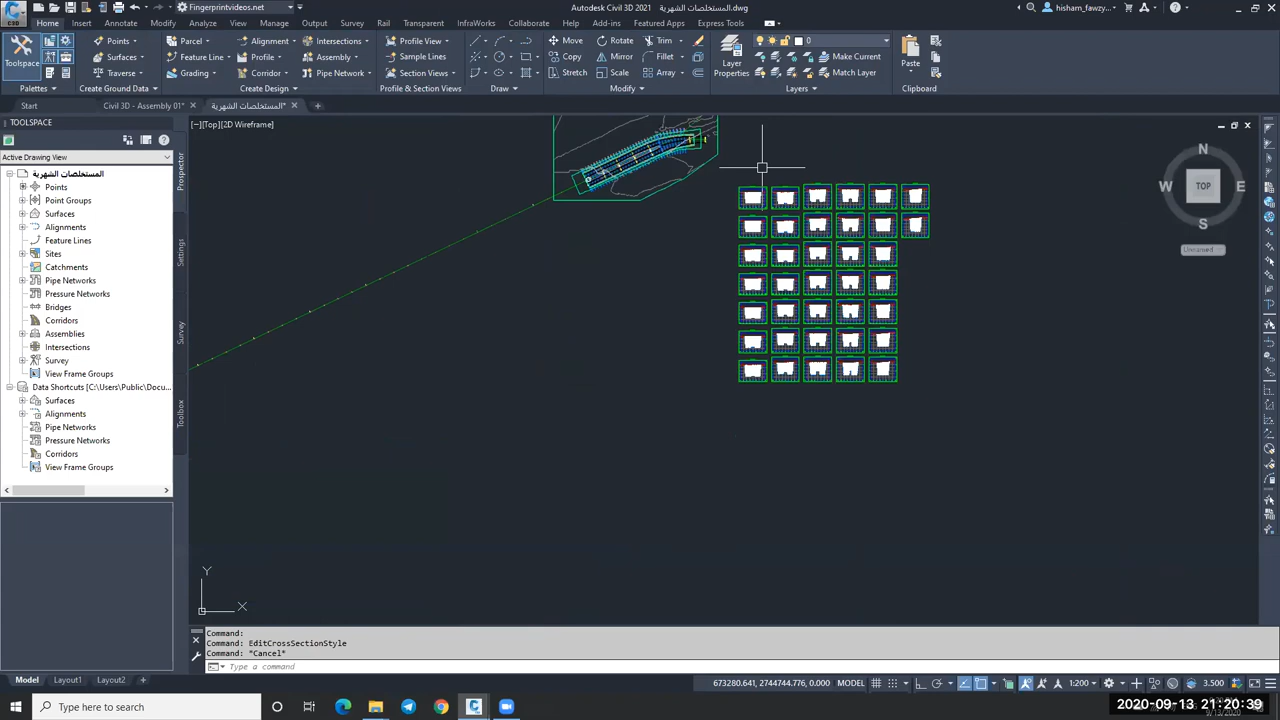 C3D
Fingerprintvideos.net
Autodesk Civil 3D 2021 المستخلصات الشهرية.dwg
hisham_fawzy...
Home Insert Annotate Modify Analyze View Manage Output Survey Rail Transparent InfraWorks Collaborate Help Add-ins Featured Apps Express Tools
Toolspace
Points
Surfaces
Traverse
Parcel
Feature Line
Grading
Alignment
Profile
Corridor
Intersections
Assembly
Pipe Network
Profile View
Sample Lines
Section Views
Move
Copy
Stretch
Rotate
Mirror
Scale
Trim
Fillet
Array
Layer
Properties
0
Make Current
Match Layer
Paste
Palettes Create Ground Data Create Design Profile & Section Views Draw Modify Layers Clipboard
Start Civil 3D - Assembly 01* المستخلصات الشهرية*
TOOLSPACE
[−][Top][2D Wireframe]
Active Drawing View
المستخلصات الشهرية
Points
Point Groups
Surfaces
Alignments
Feature Lines
Sites
Catchments
Pipe Networks
Pressure Networks
Bridges
Corridors
Assemblies
Intersections
Survey
View Frame Groups
Data Shortcuts [C:\Users\Public\Docu...
Surfaces
Alignments
Pipe Networks
Pressure Networks
Corridors
View Frame Groups
Prospector
Settings
Survey
Toolbox
N
W TOP E
S
Unnamed
Y
X
Command:
Command: EditCrossSectionStyle
Command: *Cancel*
Type a command
Model Layout1 Layout2
673280.641, 2744744.776, 0.000 MODEL
1:200
3.500
Type here to search
2020-09-13 21:20:39
9/13/2020